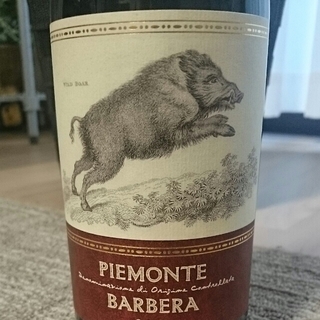 WILD BOAR
PIEMONTE
Denominazione di Origine Controllata
BARBERA